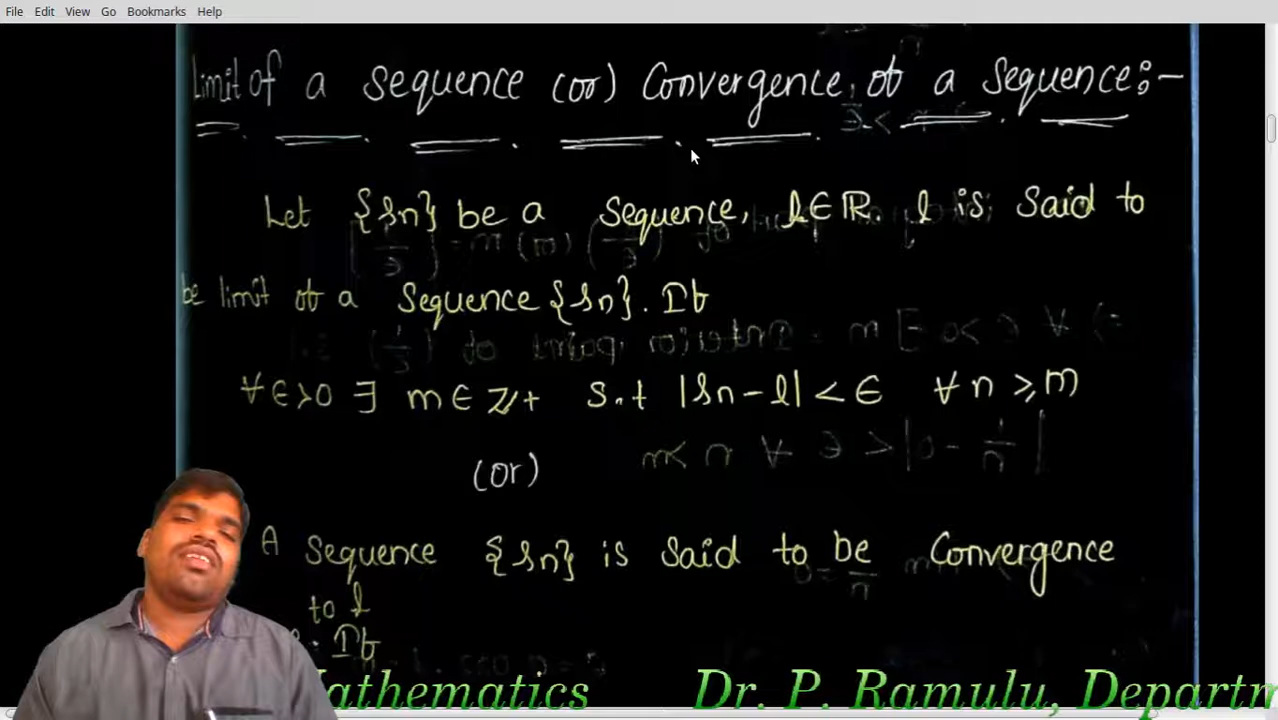 File Edit View Go Bookmarks Help
Limit of a sequence (or) Convergence of a Sequence:-
Let {Sn} be a sequence, l∈ℝ. l is said to
be limit of a sequence {Sn}. If
∀ ∈>0 ∃ m∈ℤ+ S.t |Sn-l|<∈ ∀ n≥m
(or)
A sequence {Sn} is said to be Convergence
to l
If
Mathematics Dr. P. Ramulu, Departm